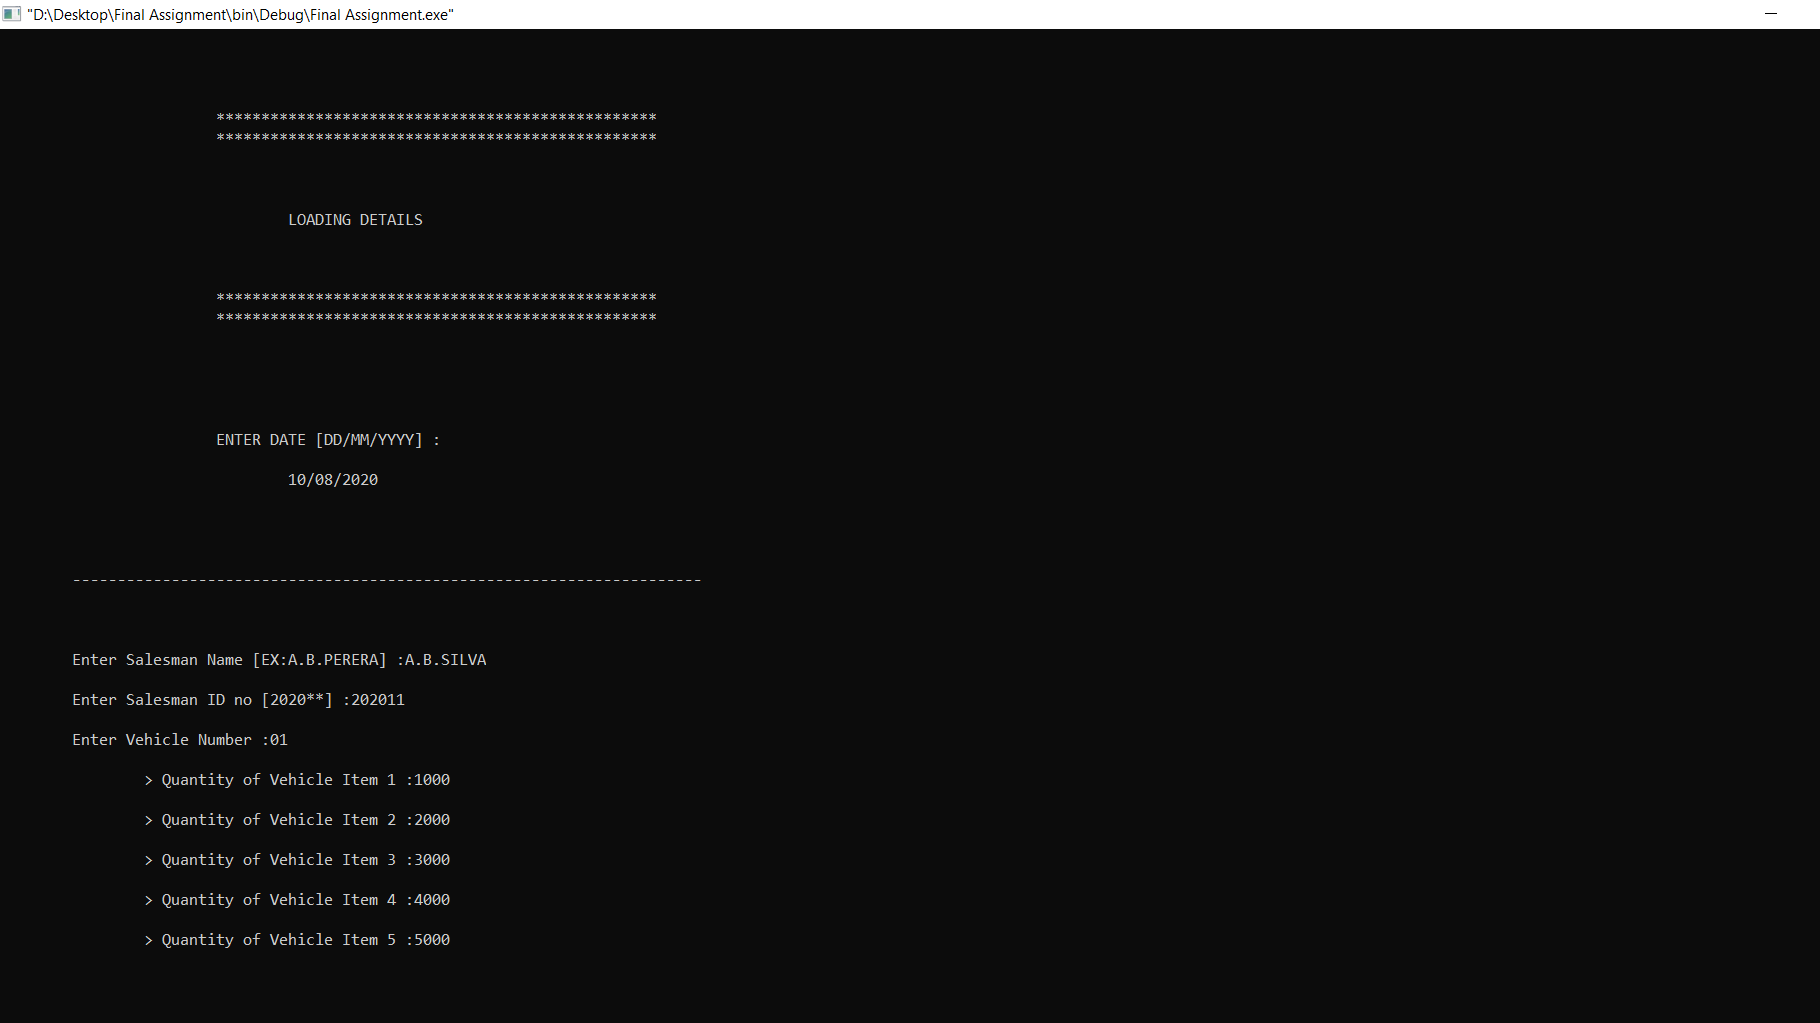 "D:\Desktop\Final Assignment\bin\Debug\Final Assignment.exe"
*************************************************
*************************************************
LOADING DETAILS
*************************************************
*************************************************
ENTER DATE [DD/MM/YYYY] :
10/08/2020
----------------------------------------------------------------------
Enter Salesman Name [EX:A.B.PERERA] :A.B.SILVA
Enter Salesman ID no [2020**] :202011
Enter Vehicle Number :01
> Quantity of Vehicle Item 1 :1000
> Quantity of Vehicle Item 2 :2000
> Quantity of Vehicle Item 3 :3000
> Quantity of Vehicle Item 4 :4000
> Quantity of Vehicle Item 5 :5000